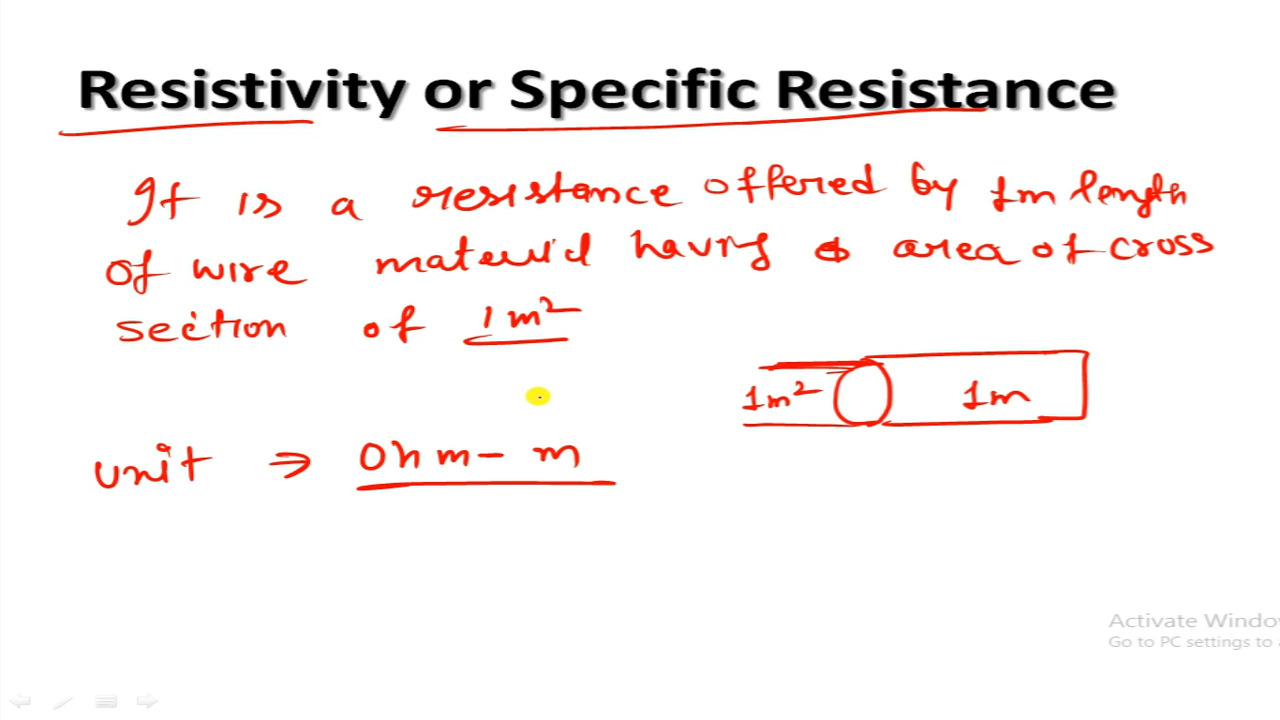 Resistivity or Specific Resistance
It is a resistance offered by 1m length
of wire material having area of cross
section of 1m²
1m² 1m
unit → Ohm-m
Activate Windo
Go to PC settings to a